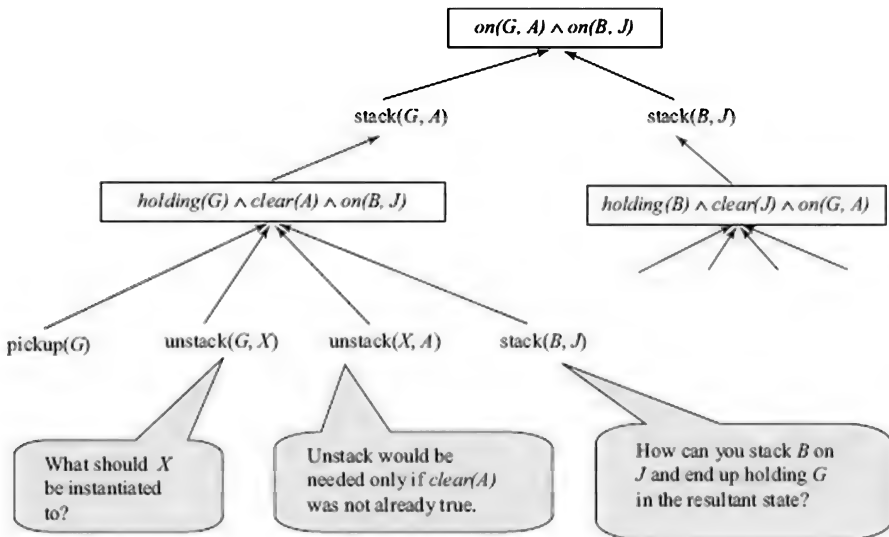 on(G, A) ∧ on(B, J)
stack(G, A)
stack(B, J)
holding(G) ∧ clear(A) ∧ on(B, J)
holding(B) ∧ clear(J) ∧ on(G, A)
pickup(G)
unstack(G, X)
unstack(X, A)
stack(B, J)
What should X
be instantiated
to?
Unstack would be
needed only if clear(A)
was not already true.
How can you stack B on
J and end up holding G
in the resultant state?